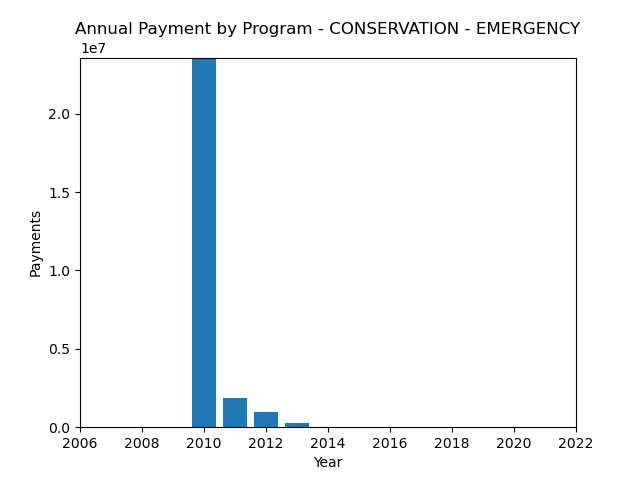 Annual Payment by Program - CONSERVATION - EMERGENCY
1e7
2.0
1.5
1.0
0.5
0.0
Payments
2006 2008 2010 2012 2014 2016 2018 2020 2022
Year